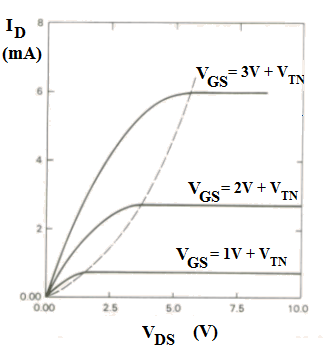 I_D
(mA)
8
6
4
2
0.00
V_GS = 3V + V_TN
V_GS = 2V + V_TN
V_GS = 1V + V_TN
0.0 2.5 5.0 7.5 10.0
V_DS (V)